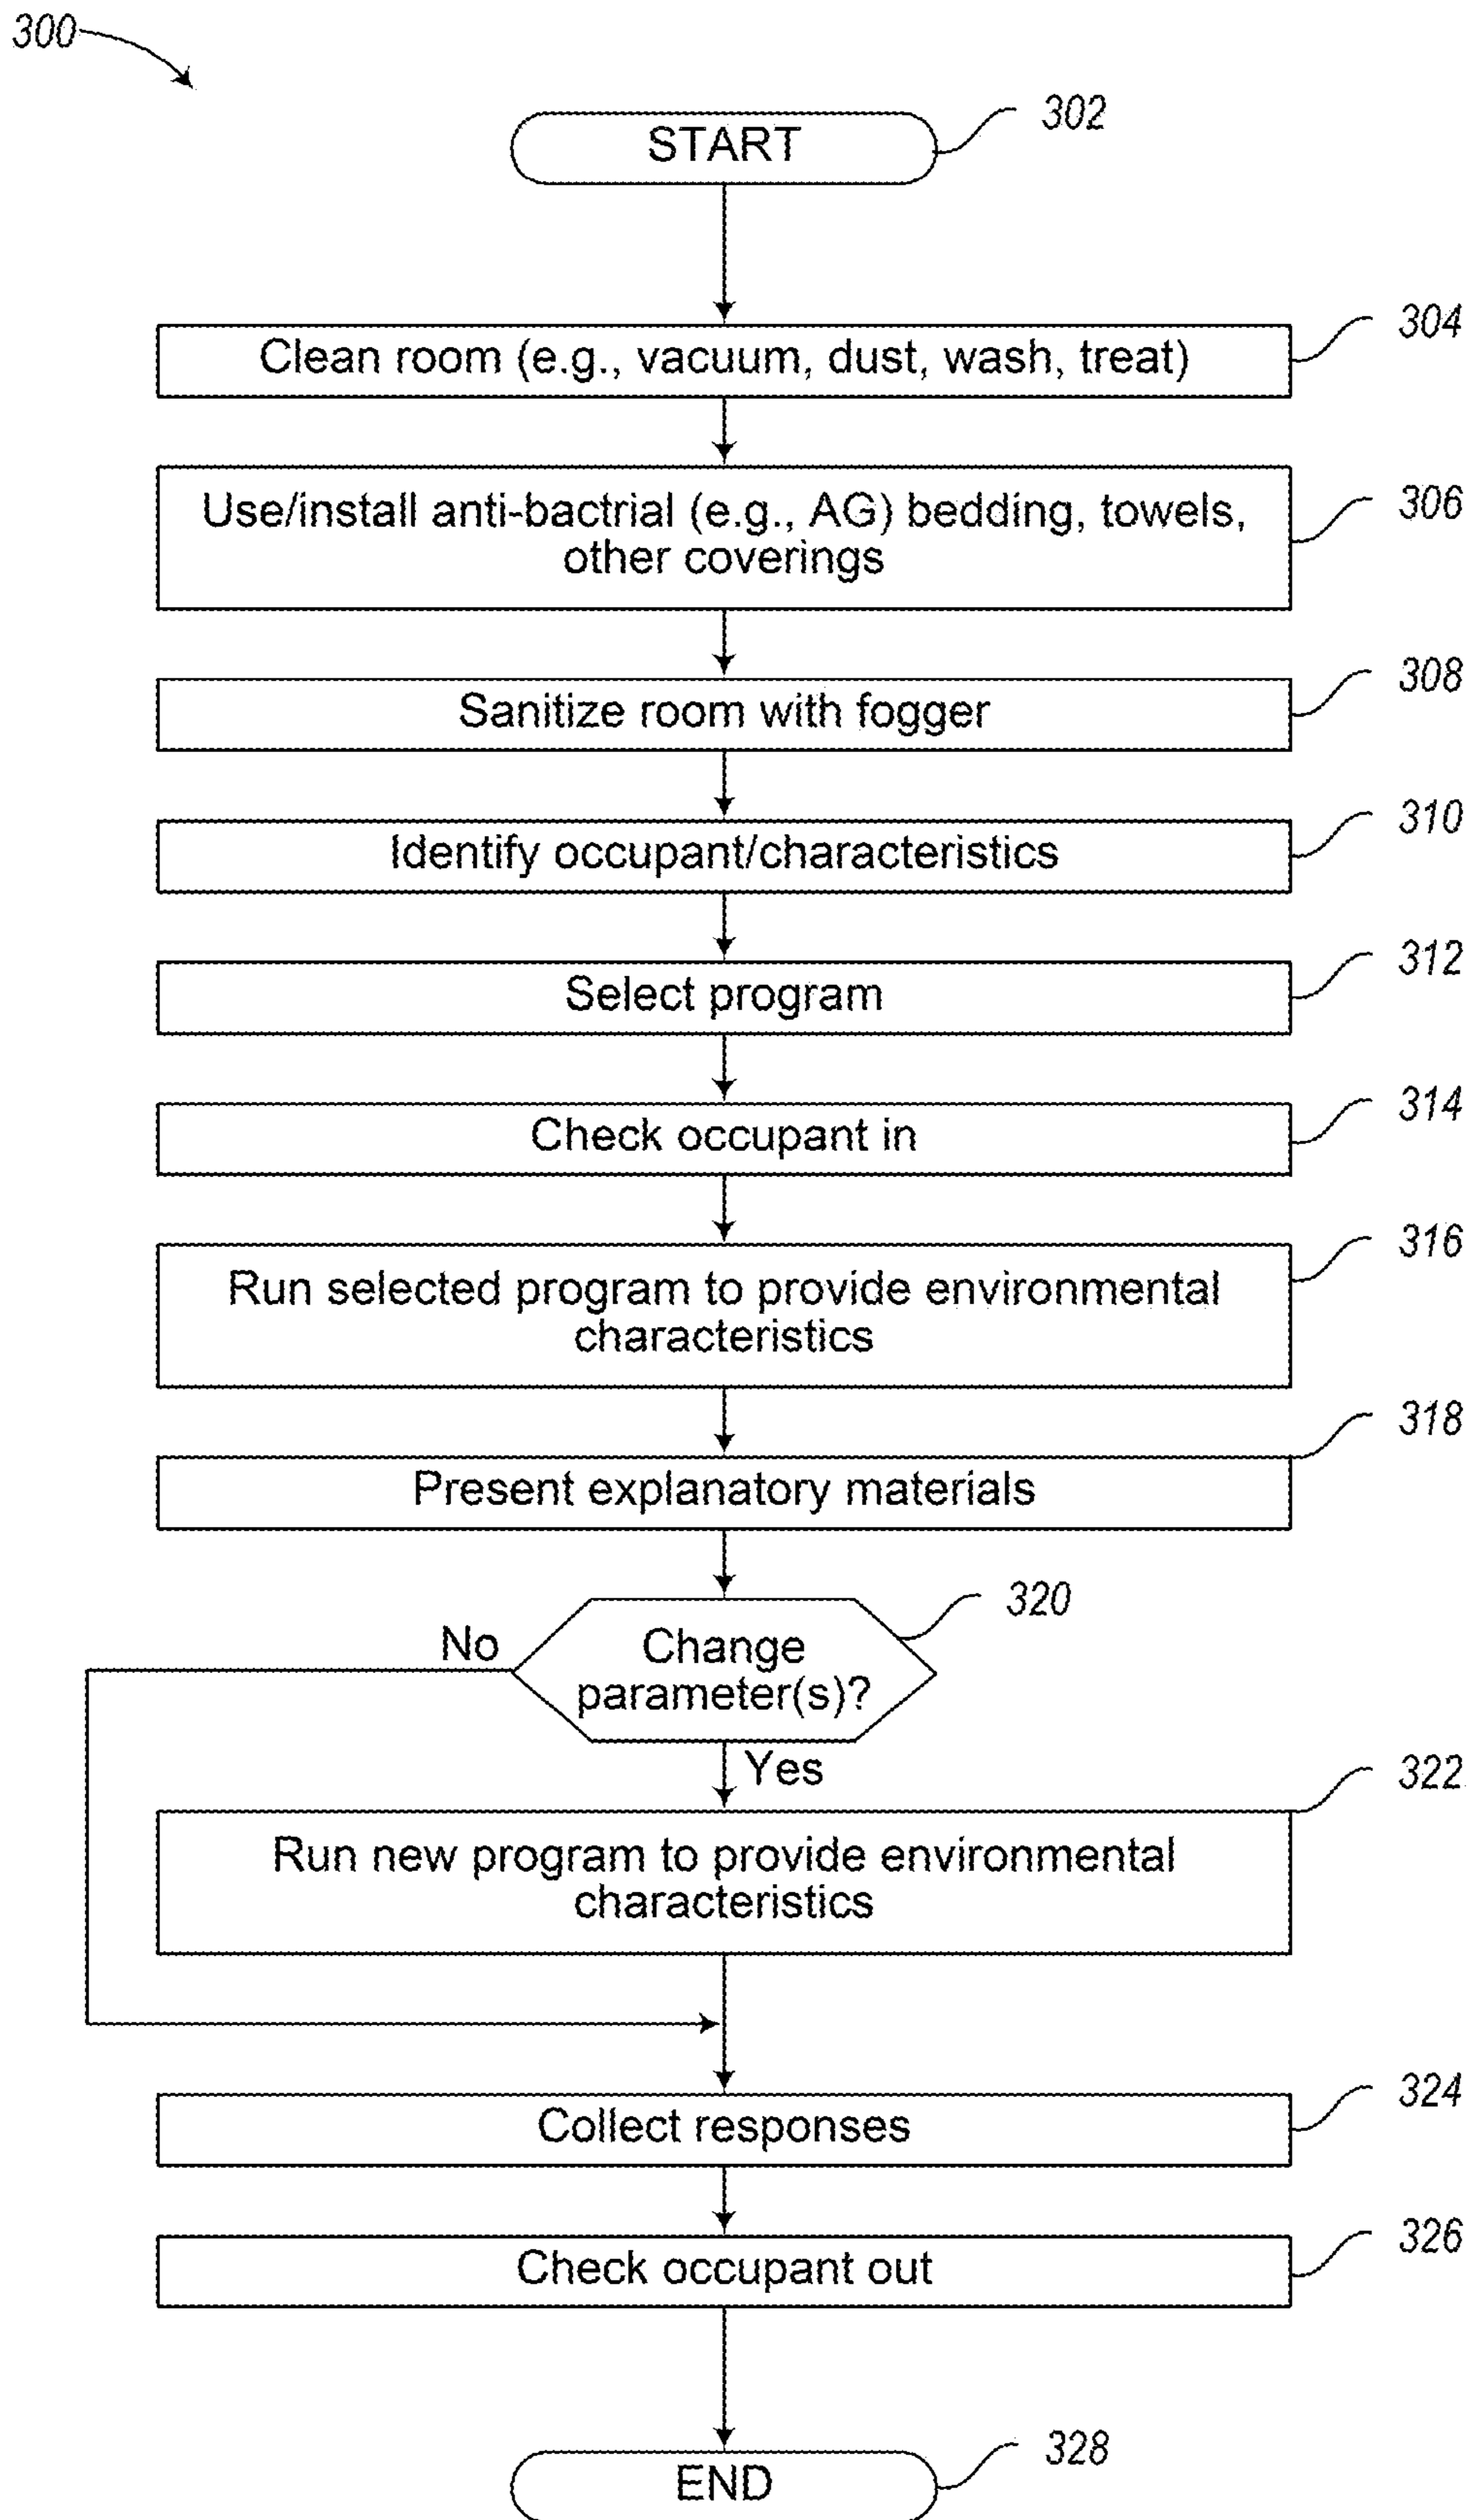 300
START
302
Clean room (e.g., vacuum, dust, wash, treat)
304
Use/install anti-bactrial (e.g., AG) bedding, towels,
other coverings
306
Sanitize room with fogger
308
Identify occupant/characteristics
310
Select program
312
Check occupant in
314
Run selected program to provide environmental
characteristics
316
Present explanatory materials
318
Change
parameter(s)?
320
No
Yes
Run new program to provide environmental
characteristics
322
Collect responses
324
Check occupant out
326
END
328